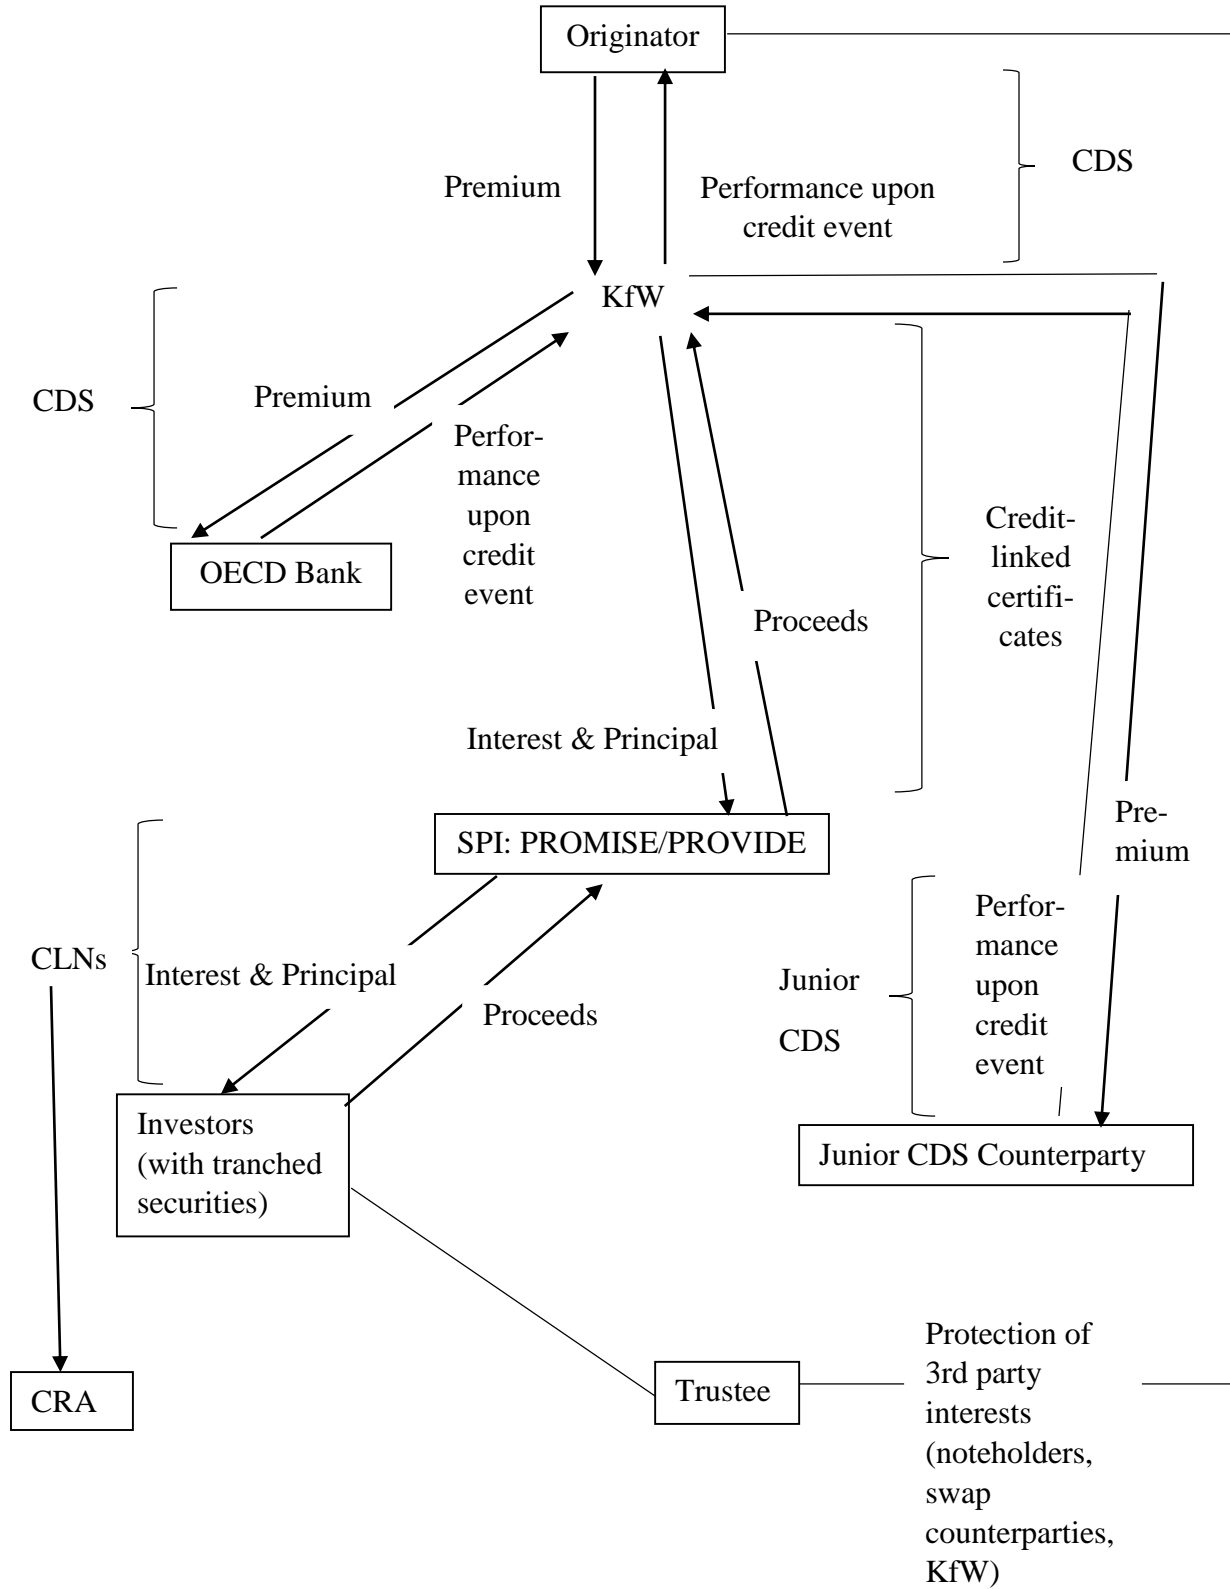 Originator
CDS
Premium
Performance upon
credit event
KfW
CDS
Premium
Perfor-
mance
upon
credit
event
OECD Bank
Credit-
linked
certifi-
cates
Proceeds
Interest & Principal
SPI: PROMISE/PROVIDE
Pre-
mium
CLNs
Interest & Principal
Proceeds
Junior
CDS
Perfor-
mance
upon
credit
event
Investors
(with tranched
securities)
Junior CDS Counterparty
CRA
Trustee
Protection of
3rd party
interests
(noteholders,
swap
counterparties,
KfW)